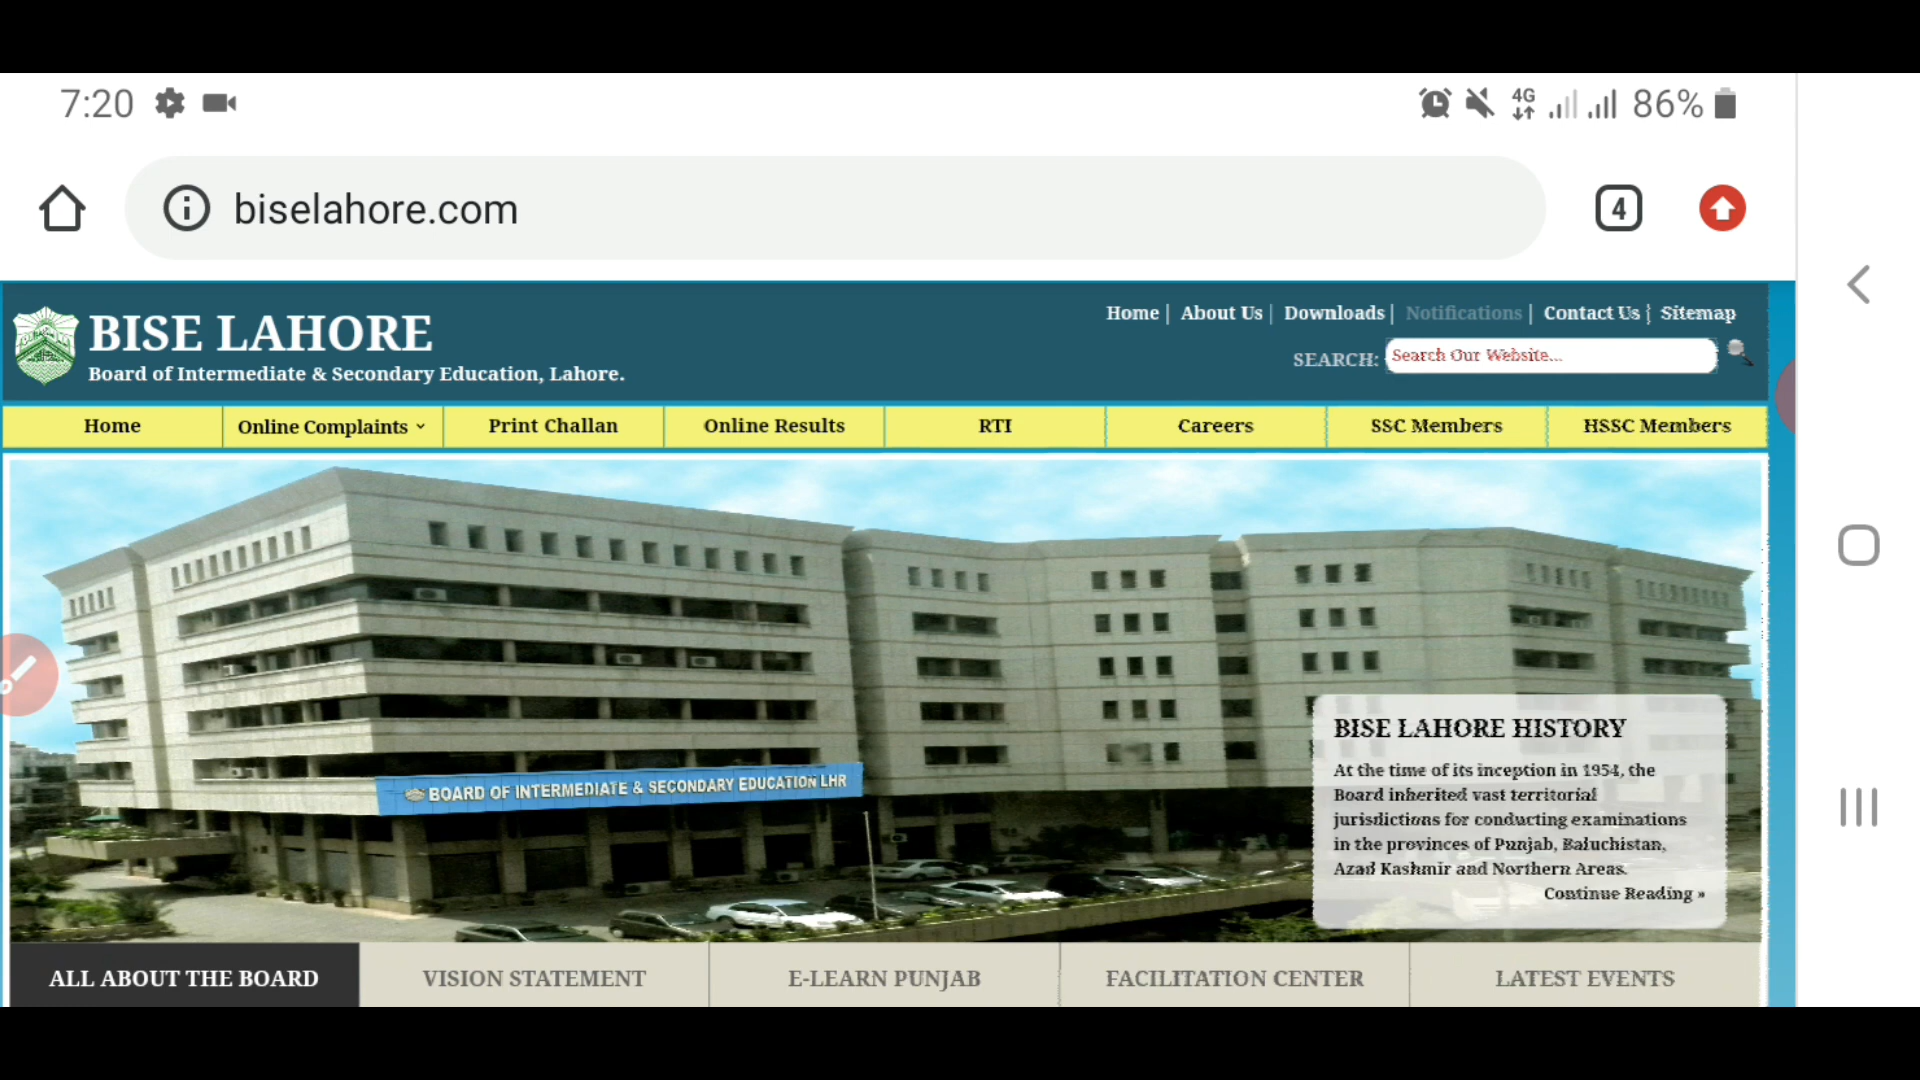 7:20
4G
86%
biselahore.com
4
BISE LAHORE
Board of Intermediate & Secondary Education, Lahore.
Home | About Us | Downloads | Notifications | Contact Us | Sitemap
SEARCH: Search Our Website...
Home
Online Complaints
Print Challan
Online Results
RTI
Careers
SSC Members
HSSC Members
BOARD OF INTERMEDIATE & SECONDARY EDUCATION LHR
BISE LAHORE HISTORY
At the time of its inception in 1954, the
Board inherited vast territorial
jurisdictions for conducting examinations
in the provinces of Punjab, Baluchistan,
Azad Kashmir and Northern Areas.
Continue Reading »
ALL ABOUT THE BOARD
VISION STATEMENT
E-LEARN PUNJAB
FACILITATION CENTER
LATEST EVENTS